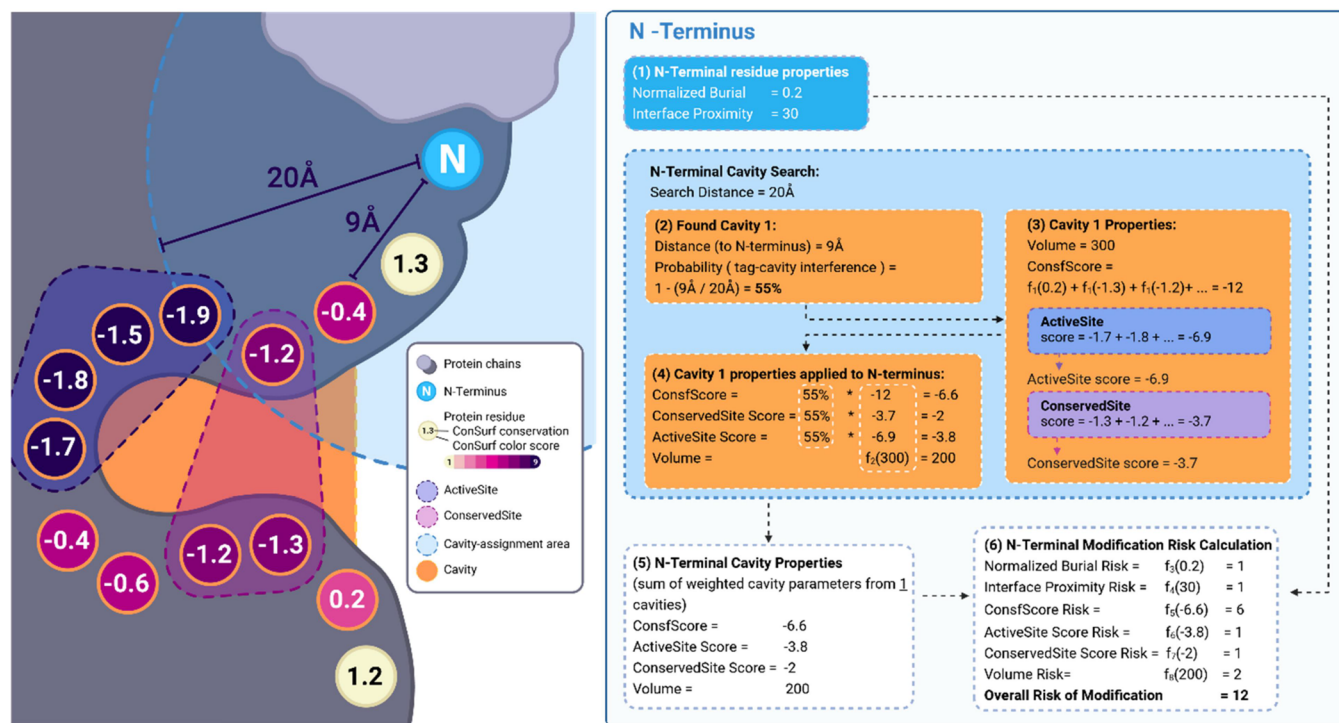 N
20Å
9Å
1.3
-0.4
-1.9
-1.5
-1.2
-1.8
-1.7
-0.4
-0.6
-1.2
-1.3
0.2
1.2
Protein chains
N-Terminus
Protein residue
1.3
ConSurf conservation
ConSurf color score
1 9
ActiveSite
ConservedSite
Cavity-assignment area
Cavity
N -Terminus
(1) N-Terminal residue properties
Normalized Burial = 0.2
Interface Proximity = 30
N-Terminal Cavity Search:
Search Distance = 20Å
(2) Found Cavity 1:
Distance (to N-terminus) = 9Å
Probability ( tag-cavity interference ) =
1 - (9Å / 20Å) = 55%
(3) Cavity 1 Properties:
Volume = 300
ConsfScore =
f₁(0.2) + f₁(-1.3) + f₁(-1.2)+ ... = -12
ActiveSite
score = -1.7 + -1.8 + ... = -6.9
ActiveSite score = -6.9
ConservedSite
score = -1.3 + -1.2 + ... = -3.7
ConservedSite score = -3.7
(4) Cavity 1 properties applied to N-terminus:
ConsfScore = 55% * -12 = -6.6
ConservedSite Score = 55% * -3.7 = -2
ActiveSite Score = 55% * -6.9 = -3.8
Volume = f₂(300) = 200
(5) N-Terminal Cavity Properties
(sum of weighted cavity parameters from 1
cavities)
ConsfScore = -6.6
ActiveSite Score = -3.8
ConservedSite Score = -2
Volume = 200
(6) N-Terminal Modification Risk Calculation
Normalized Burial Risk = f₃(0.2) = 1
Interface Proximity Risk = f₄(30) = 1
ConsfScore Risk = f₅(-6.6) = 6
ActiveSite Score Risk = f₆(-3.8) = 1
ConservedSite Score Risk = f₇(-2) = 1
Volume Risk= f₈(200) = 2
Overall Risk of Modification = 12